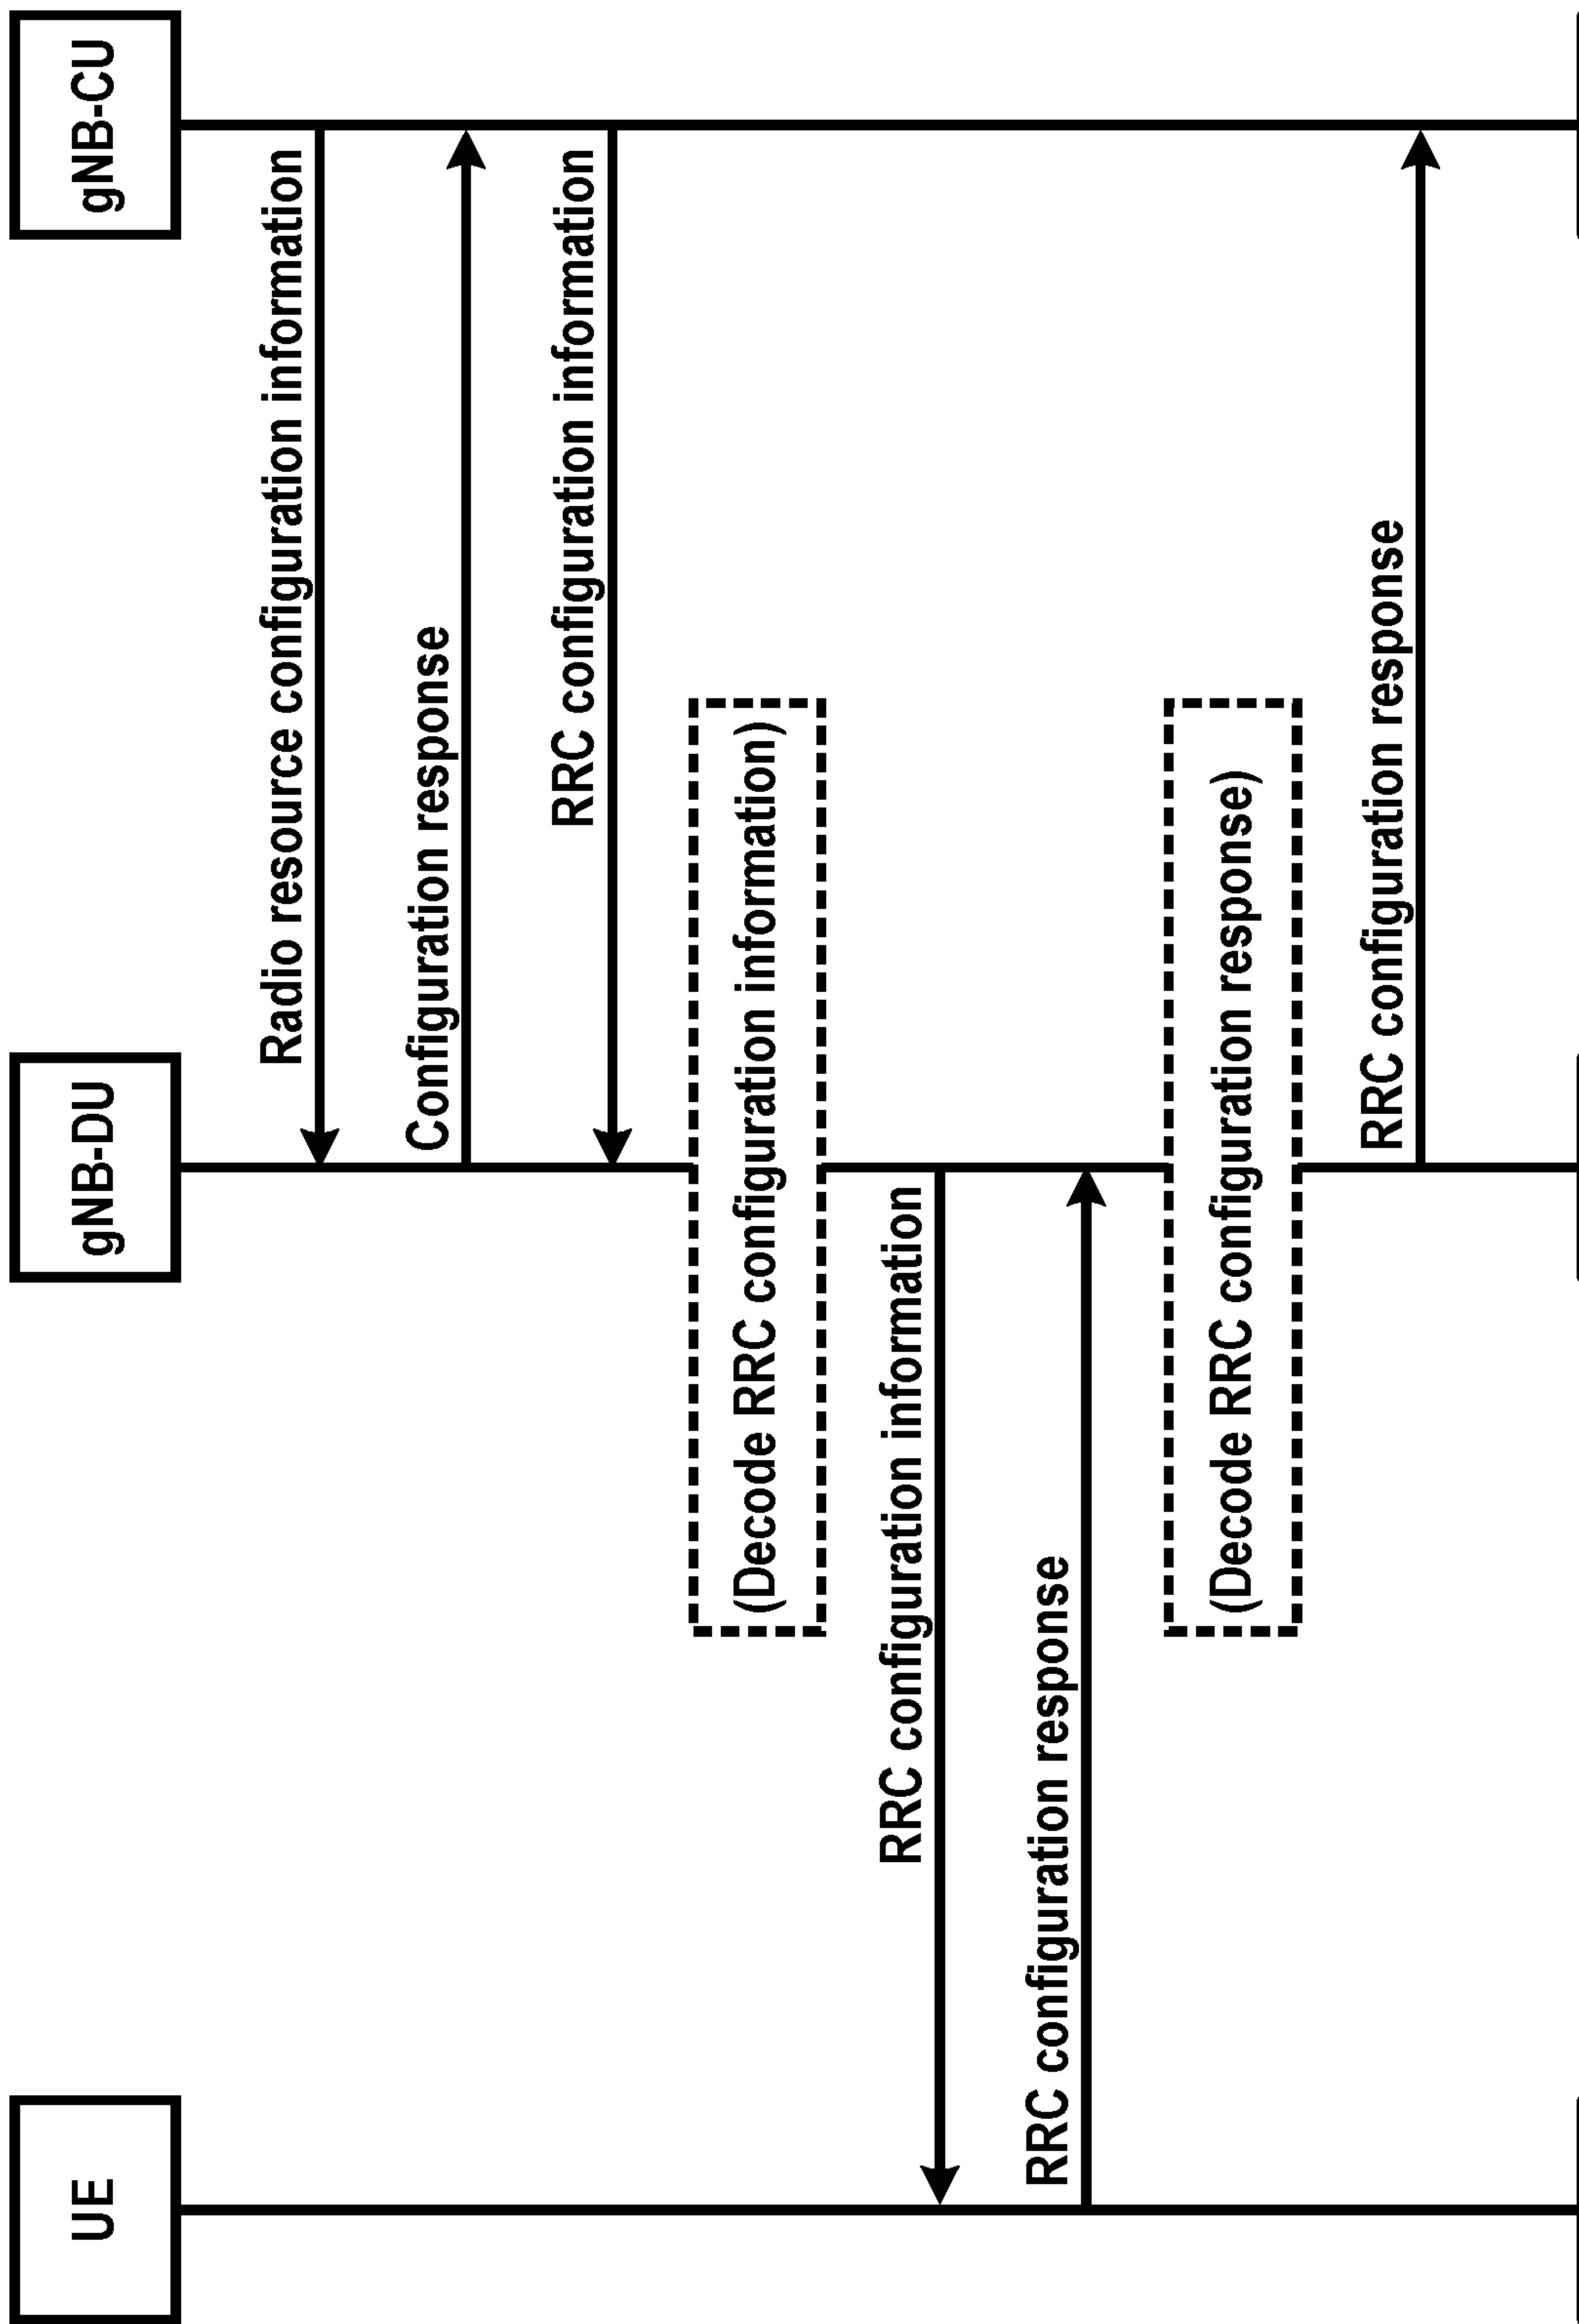 UE
gNB-DU
gNB-CU
Radio resource configuration information
Configuration response
RRC configuration information
(Decode RRC configuration information)
RRC configuration information
RRC configuration response
(Decode RRC configuration response)
RRC configuration response